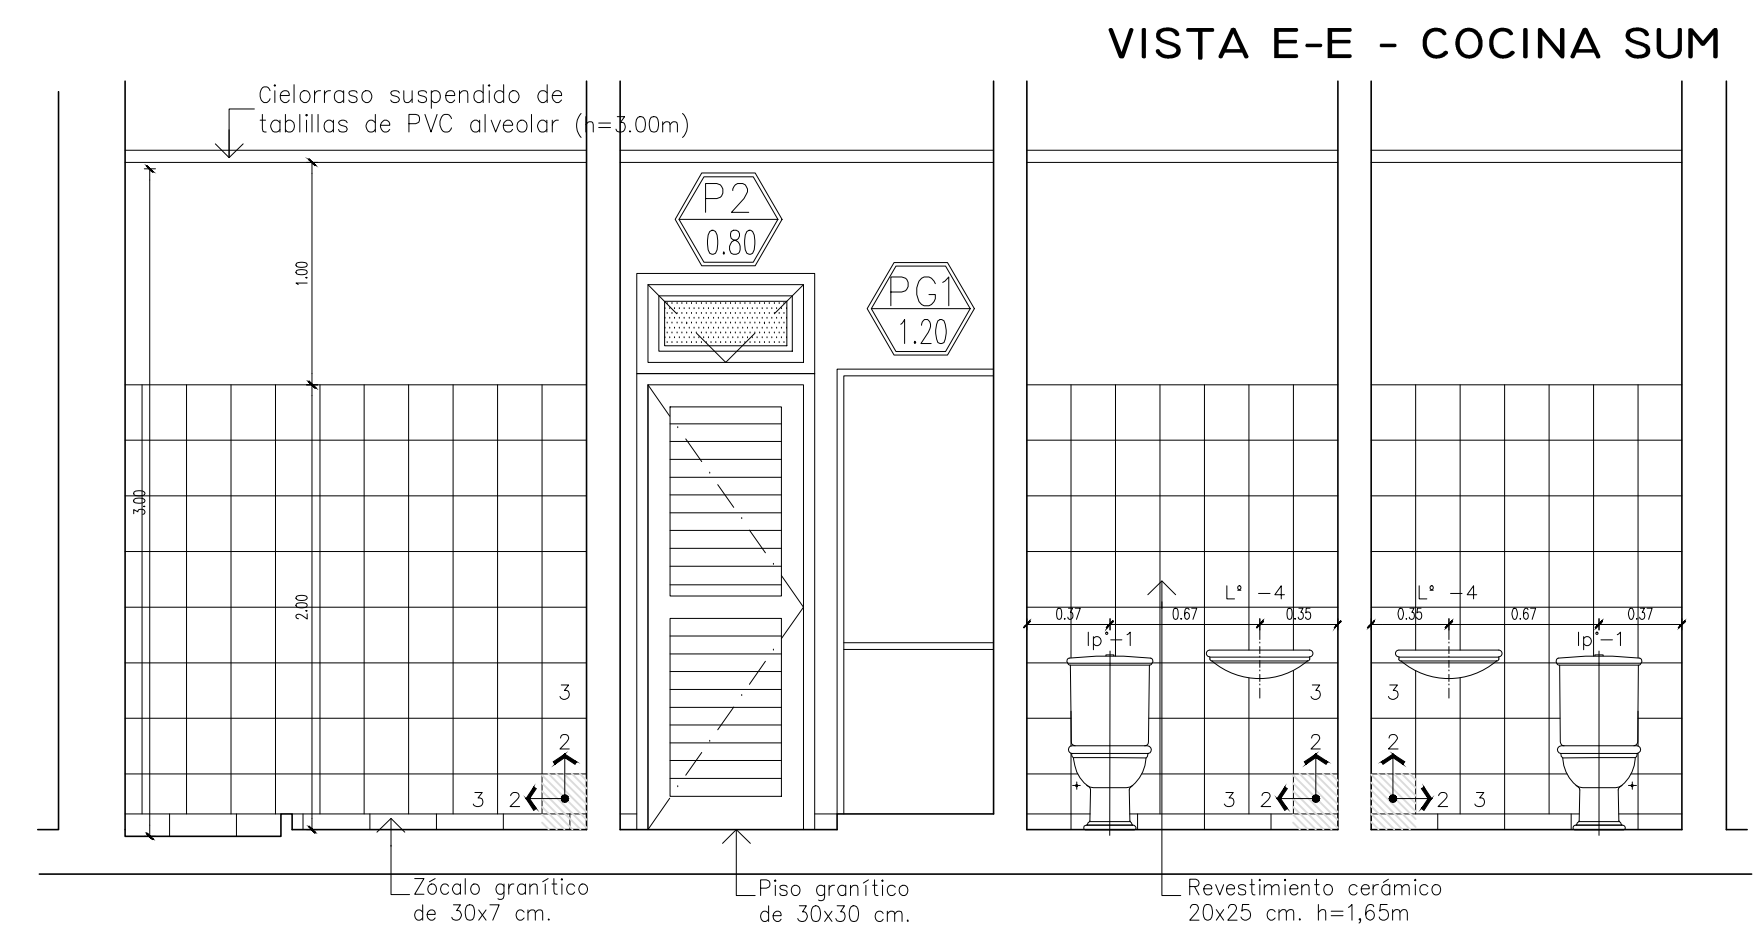 VISTA E-E - COCINA SUM
Cielorraso suspendido de
tablillas de PVC alveolar (h=3.00m)
P2
0.80
PG1
1.20
1.00
3.00
2.00
L° -4
L° -4
0.37
0.67
0.35
0.35
0.67
0.37
Ip°-1
Ip°-1
3
3
3
2
2
2
3 2
3 2
2 3
Zócalo granítico
de 30x7 cm.
Piso granítico
de 30x30 cm.
Revestimiento cerámico
20x25 cm. h=1,65m